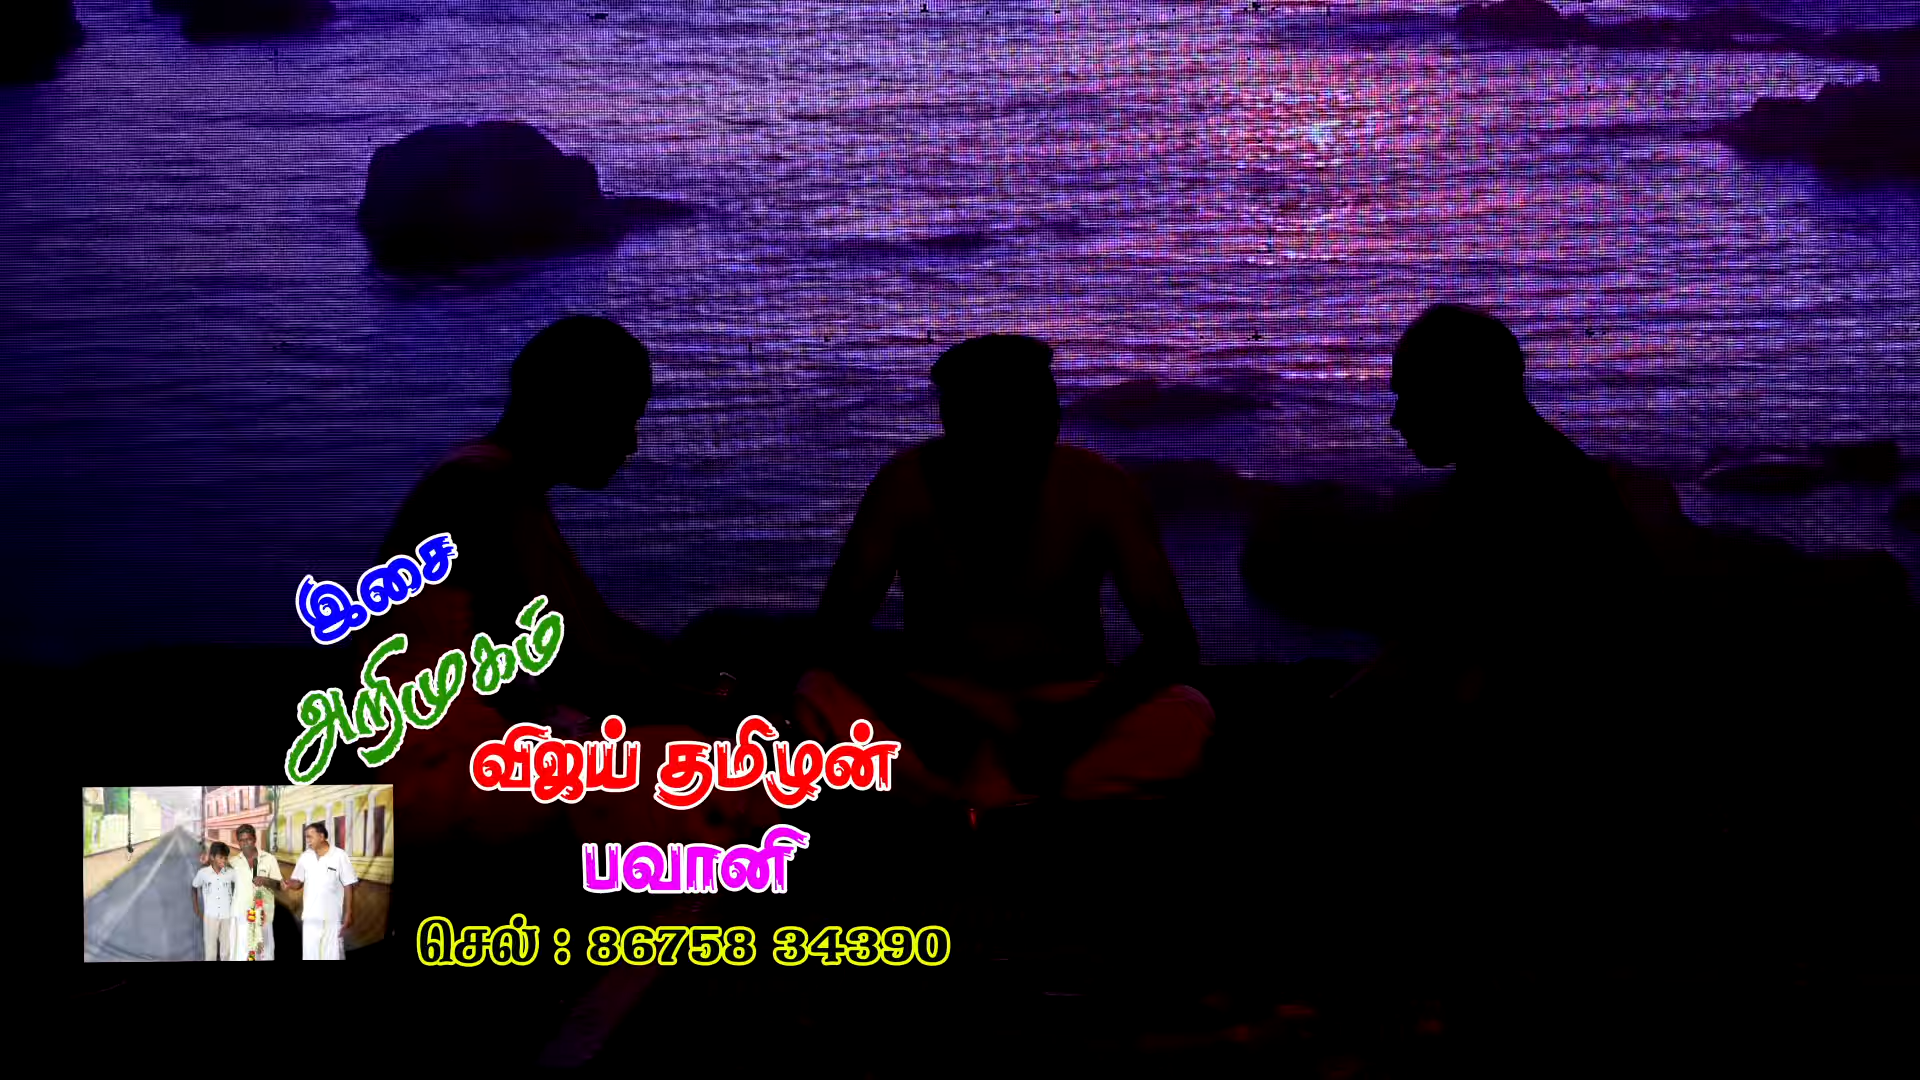 இசை
அறிமுகம்
விஜய் தமிழன்
பவானி
செல் : 86758 34390